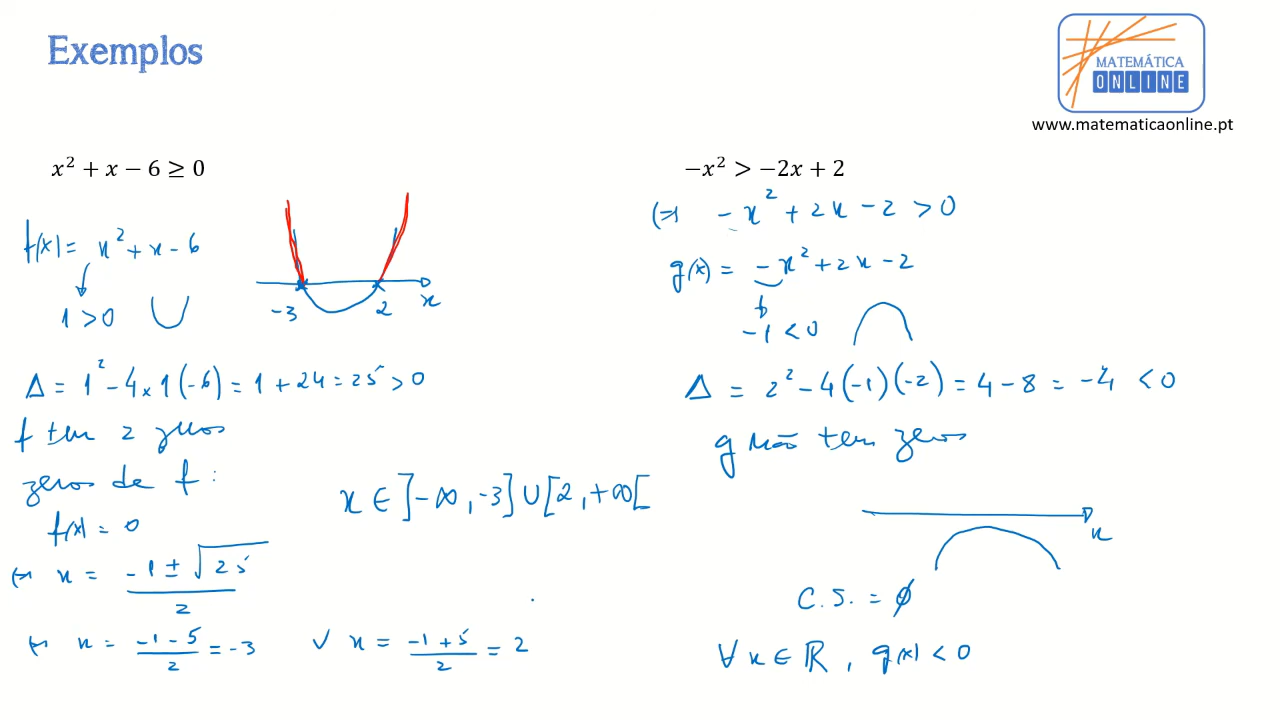 Exemplos
MATEMÁTICA
ONLINE
www.matematicaonline.pt
x² + x − 6 ≥ 0
f(x) = x² + x − 6
1 > 0
−3
2
x
Δ = 1² − 4 × 1 (−6) = 1 + 24 = 25 > 0
f tem 2 zeros
zeros de f :
f(x) = 0
⇔ x = (−1 ± √25)/2
⇔ x = (−1 − 5)/2 = −3 ∨ x = (−1 + 5)/2 = 2
x ∈ ]−∞, −3] ∪ [2, +∞[
−x² > −2x + 2
⇔ −x² + 2x − 2 > 0
g(x) = −x² + 2x − 2
−1 < 0
Δ = 2² − 4(−1)(−2) = 4 − 8 = −4 < 0
g não tem zeros
x
C.S. = ∅
∀x ∈ ℝ, g(x) < 0